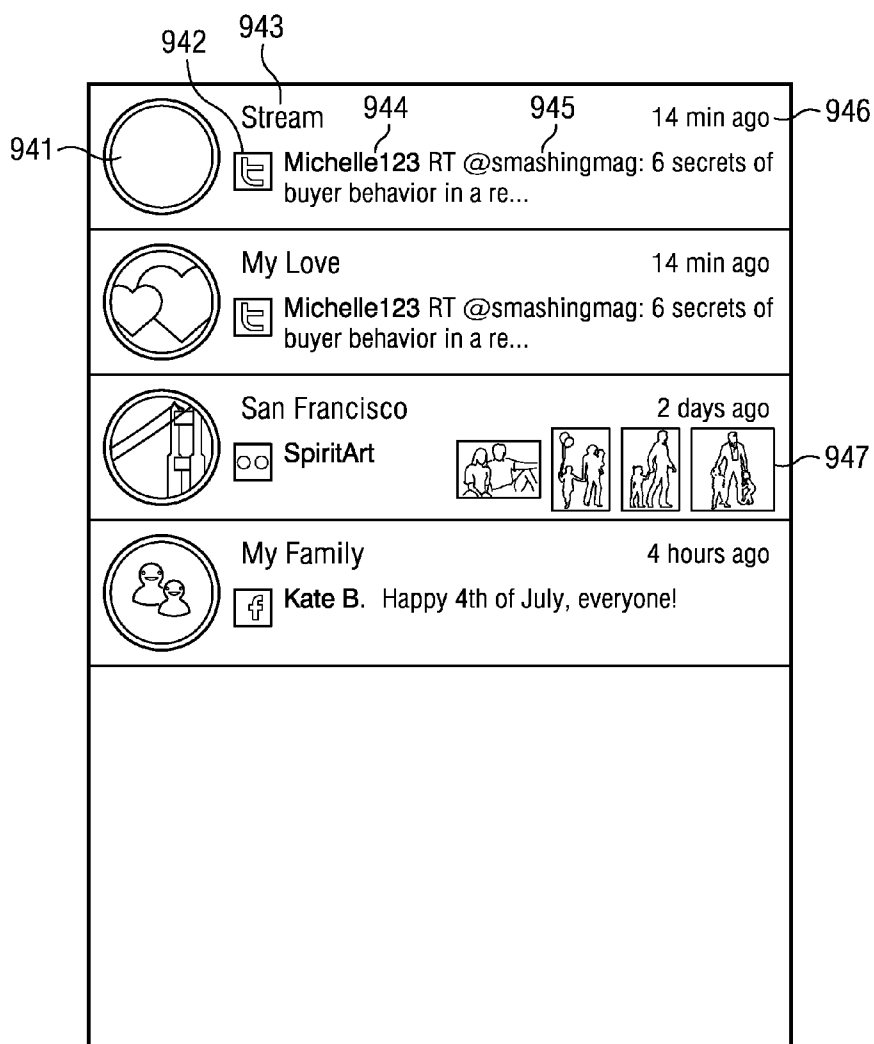 942
943
944
945
946
941
Stream
14 min ago
Michelle123 RT @smashingmag: 6 secrets of
buyer behavior in a re...
My Love
14 min ago
t
Michelle123 RT @smashingmag: 6 secrets of
buyer behavior in a re...
t
San Francisco
2 days ago
SpiritArt
947
My Family
4 hours ago
f
Kate B. Happy 4th of July, everyone!